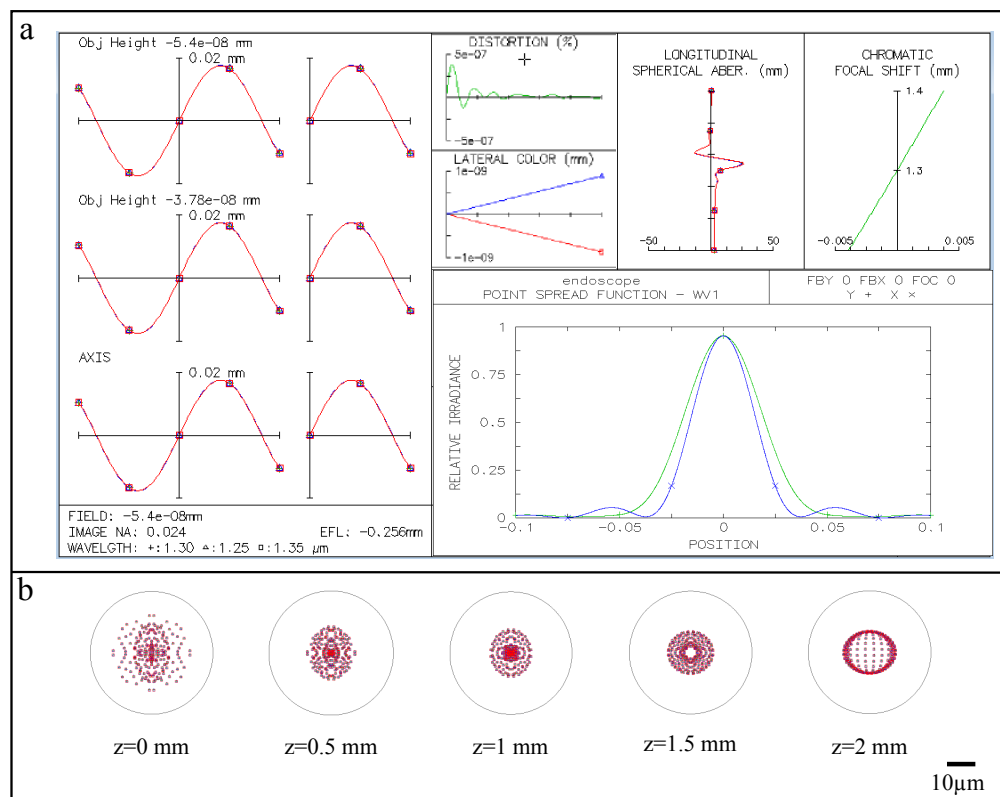 a
Obj Height -5.4e-08 mm
0.02 mm
Obj Height -3.78e-08 mm
0.02 mm
AXIS
0.02 mm
FIELD: -5.4e-08mm
IMAGE NA: 0.024 EFL: -0.256mm
WAVELGTH: +:1.30 △:1.25 □:1.35 µm
DISTORTION (%)
5e-07
-5e-07
LATERAL COLOR (mm)
1e-09
-1e-09
LONGITUDINAL
SPHERICAL ABER. (mm)
-50 50
CHROMATIC
FOCAL SHIFT (mm)
1.4
1.3
-0.005 0.005
endoscope
POINT SPREAD FUNCTION - WV1
FBY 0 FBX 0 FOC 0
Y + X ×
RELATIVE IRRADIANCE
1
0.75
0.5
0.25
0
-0.1 -0.05 0 0.05 0.1
POSITION
b
z=0 mm z=0.5 mm z=1 mm z=1.5 mm z=2 mm
10µm